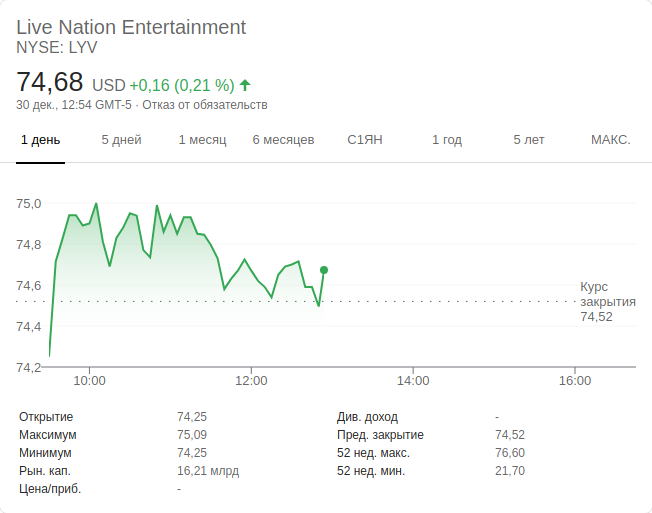 Live Nation Entertainment
NYSE: LYV
74,68 USD +0,16 (0,21 %)
30 дек., 12:54 GMT-5 · Отказ от обязательств
1 день 5 дней 1 месяц 6 месяцев С1ЯН 1 год 5 лет МАКС.
75,0
74,8
74,6
74,4
74,2
Курс
закрытия
74,52
10:00 12:00 14:00 16:00
Открытие 74,25 Див. доход -
Максимум 75,09 Пред. закрытие 74,52
Минимум 74,25 52 нед. макс. 76,60
Рын. кап. 16,21 млрд 52 нед. мин. 21,70
Цена/приб. -